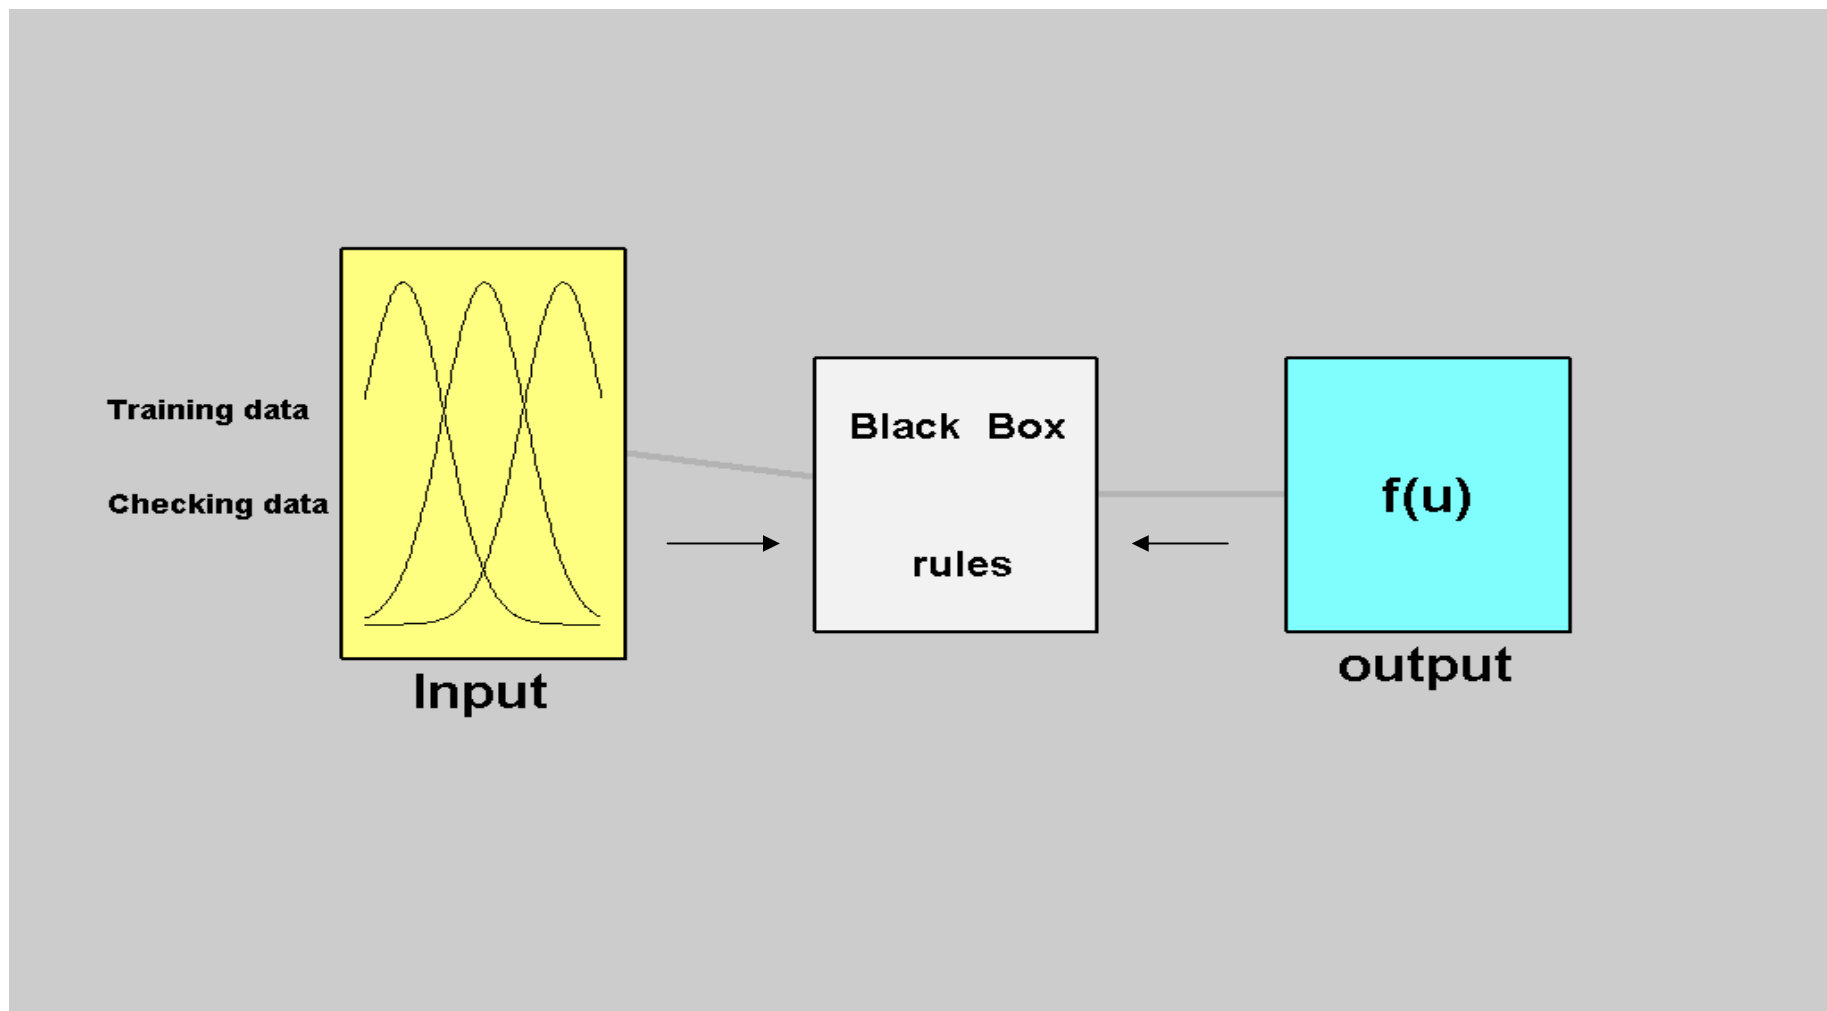 Training data
Checking data
Input
Black Box
rules
f(u)
output